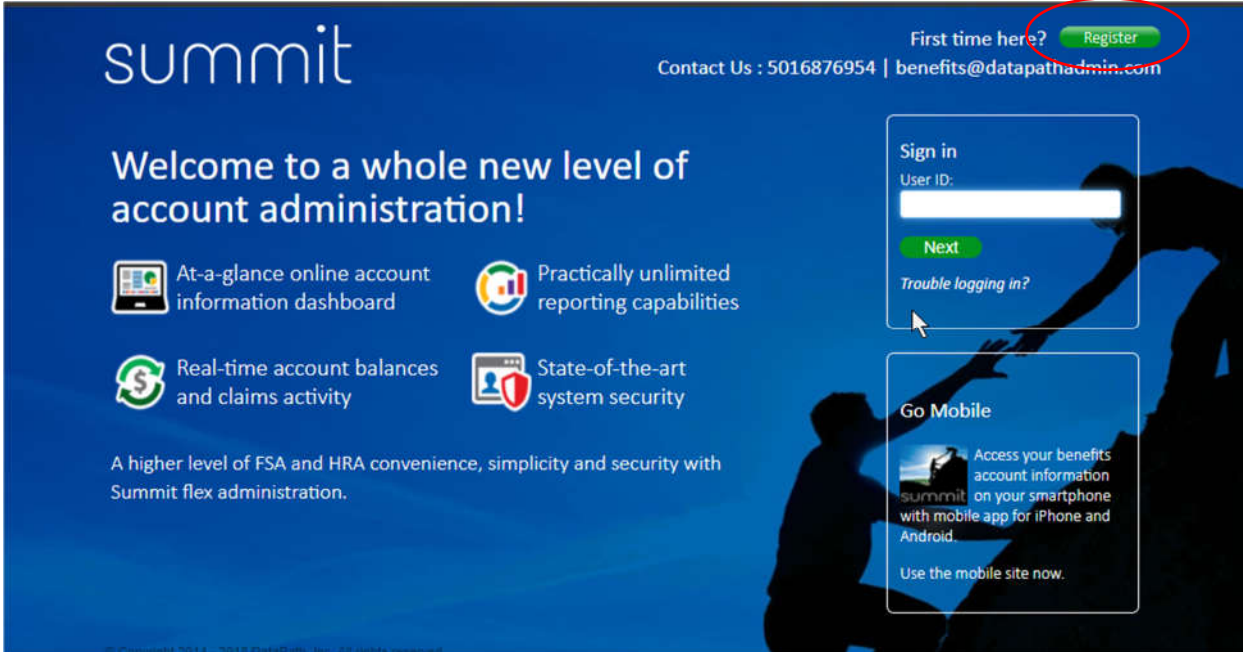 summit
First time here? Register
Contact Us : 5016876954 | benefits@datapathadmin.com
Welcome to a whole new level of
account administration!
At-a-glance online account
information dashboard
Practically unlimited
reporting capabilities
Real-time account balances
and claims activity
State-of-the-art
system security
A higher level of FSA and HRA convenience, simplicity and security with
Summit flex administration.
Sign in
User ID:
Next
Trouble logging in?
Go Mobile
summit
Access your benefits
account information
on your smartphone
with mobile app for iPhone and
Android.
Use the mobile site now.